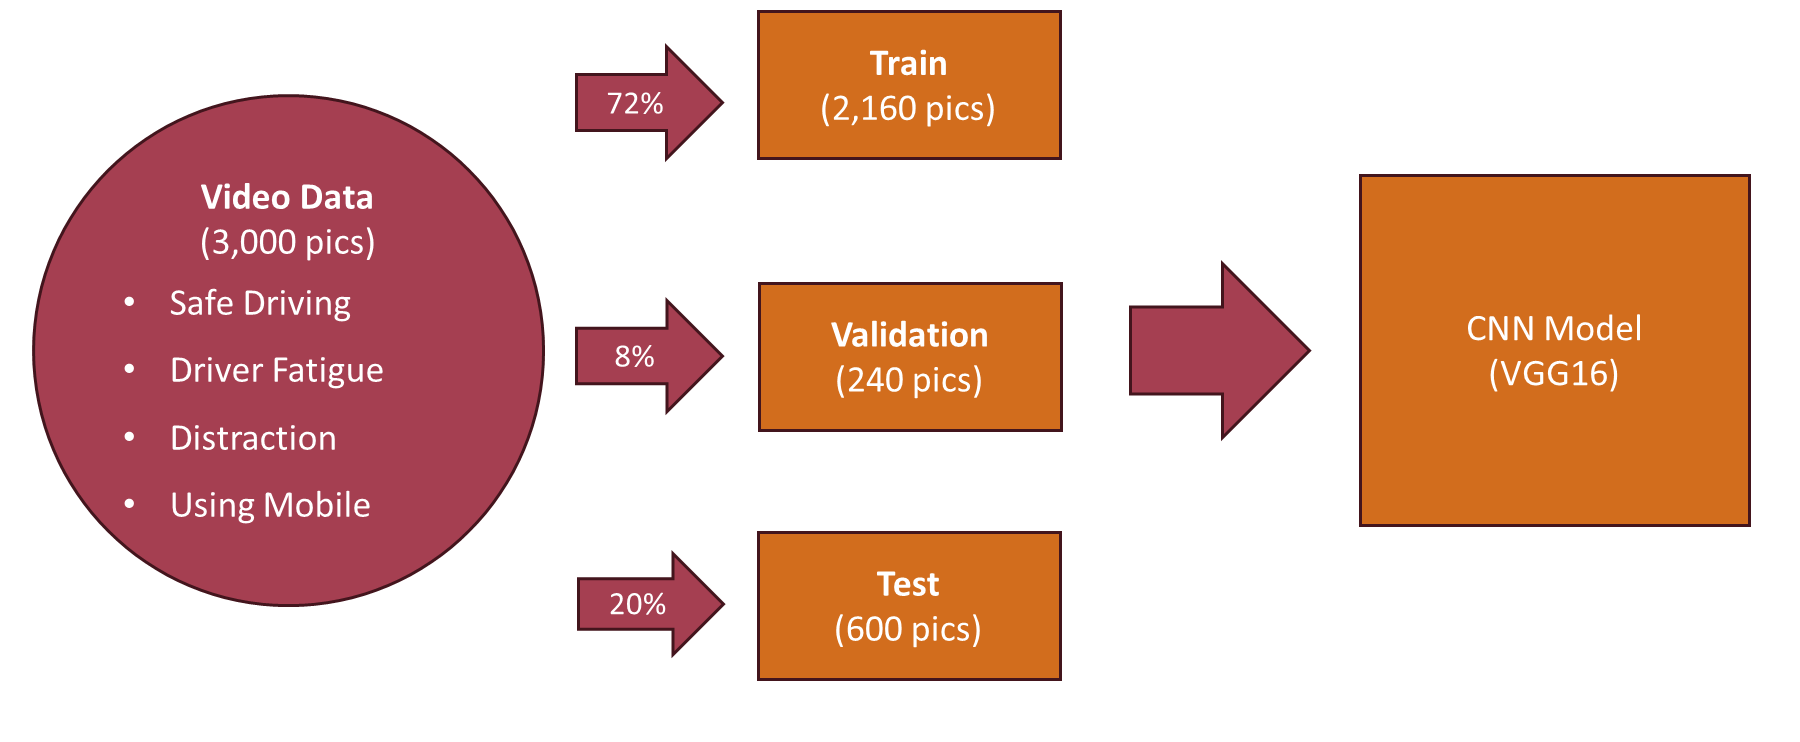 Video Data
(3,000 pics)
• Safe Driving
• Driver Fatigue
• Distraction
• Using Mobile
72%
Train
(2,160 pics)
8%
Validation
(240 pics)
20%
Test
(600 pics)
CNN Model
(VGG16)